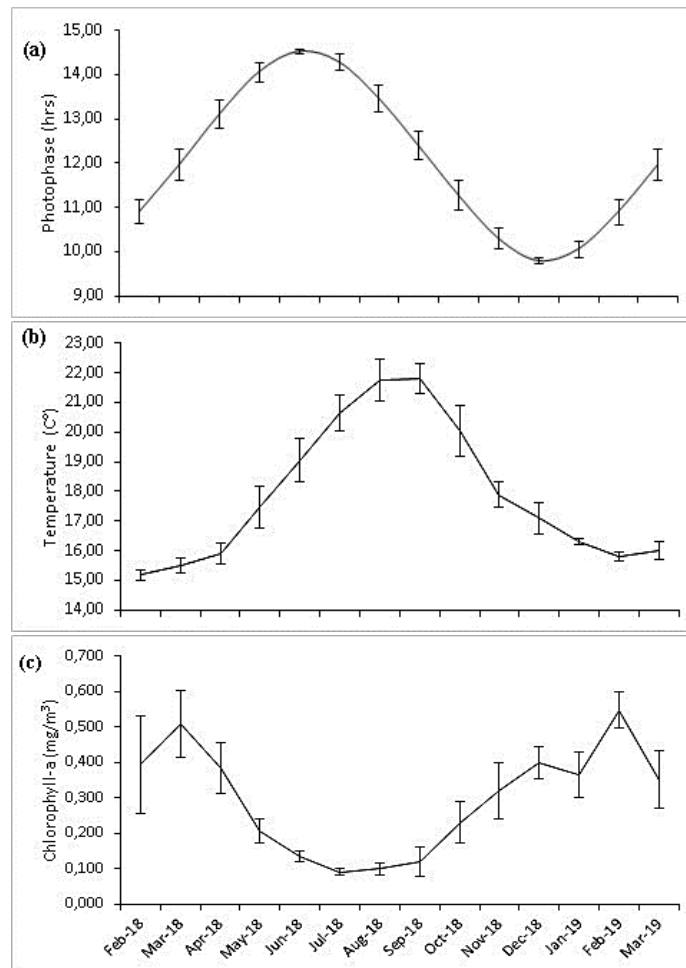 (a)
Photophase (hrs)
15,00
14,00
13,00
12,00
11,00
10,00
9,00
(b)
Temperature (C°)
23,00
22,00
21,00
20,00
19,00
18,00
17,00
16,00
15,00
14,00
(c)
Chlorophyll-a (mg/m³)
0,700
0,600
0,500
0,400
0,300
0,200
0,100
0,000
Feb-18
Mar-18
Apr-18
May-18
Jun-18
Jul-18
Aug-18
Sep-18
Oct-18
Nov-18
Dec-18
Jan-19
Feb-19
Mar-19